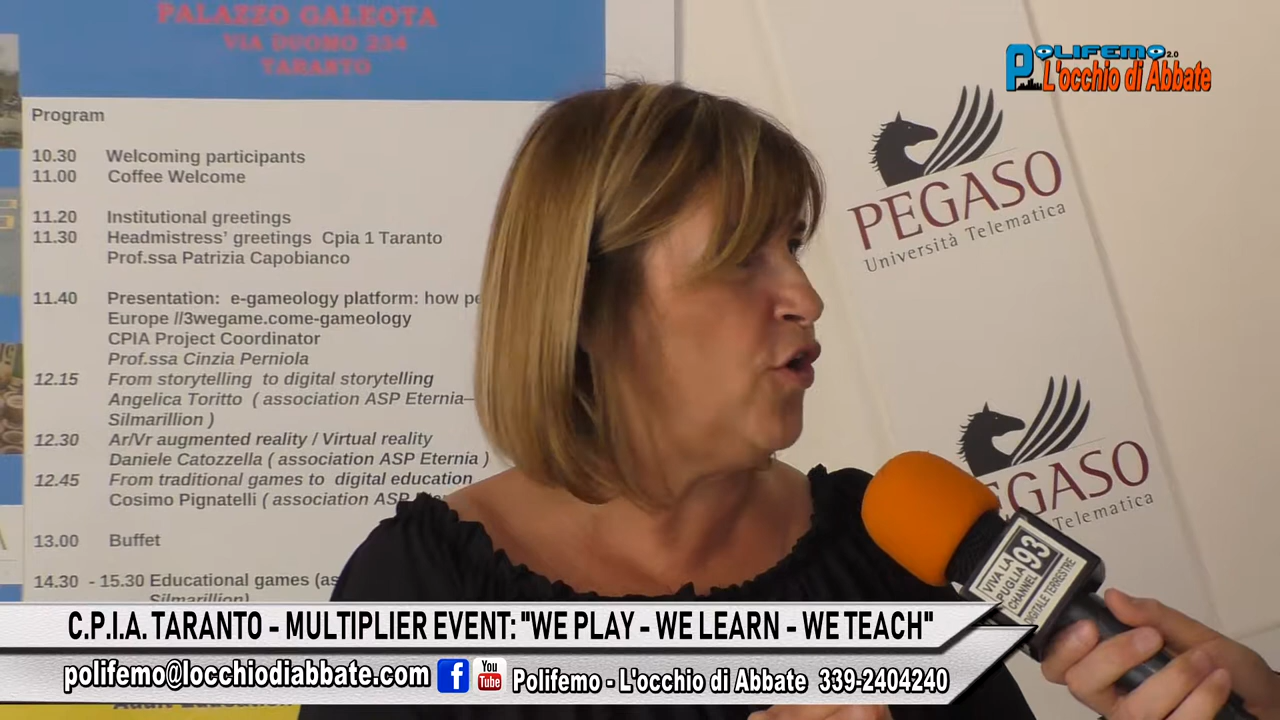 PALAZZO GALEOTA
VIA DUOMO 234
TARANTO
POLIFEMO 2.0
L'occhio di Abbate
Program
10.30 Welcoming participants
11.00 Coffee Welcome
11.20 Institutional greetings
11.30 Headmistress' greetings Cpia 1 Taranto
Prof.ssa Patrizia Capobianco
11.40 Presentation: e-gameology platform: how
Europe //3wegame.come-gameology
CPIA Project Coordinator
Prof.ssa Cinzia Perniola
12.15 From storytelling to digital storytelling
Angelica Toritto ( association ASP Eternia–
Silmarillion )
12.30 Ar/Vr augmented reality / Virtual reality
Daniele Catozzella ( association ASP Eternia )
12.45 From traditional games to digital education
Cosimo Pignatelli ( association ASP
13.00 Buffet
14.30 - 15.30 Educational games
Silmarillion)
PEGASO
Università Telematica
PEGASO
Telematica
VIVA LA
PUGLIA
CHANNEL
93
DIGITALE TERRESTRE
C.P.I.A. TARANTO - MULTIPLIER EVENT: "WE PLAY - WE LEARN - WE TEACH"
polifemo@locchiodiabbate.com f You Tube Polifemo - L'occhio di Abbate 339-2404240